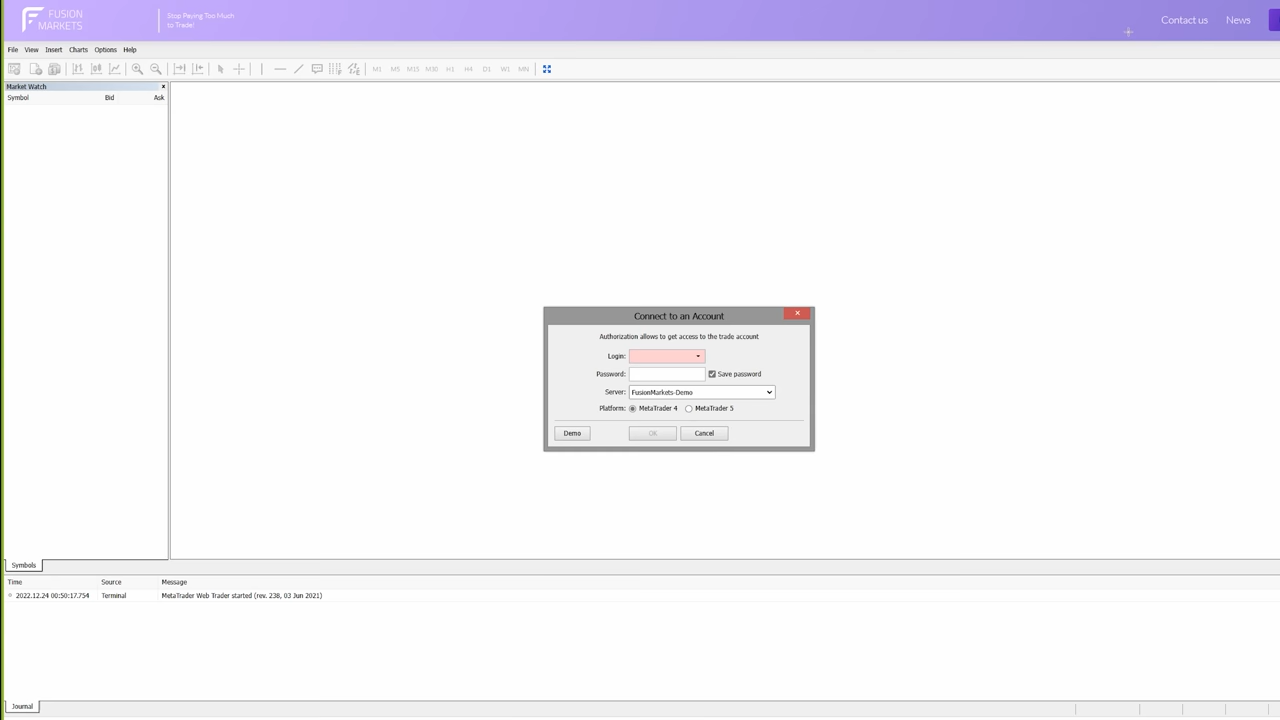 FUSION
MARKETS
Stop Paying Too Much
to Trade!
Contact us News
File View Insert Charts Options Help
M1 M5 M15 M30 H1 H4 D1 W1 MN
Market Watch
Symbol Bid Ask
Connect to an Account
Authorization allows to get access to the trade account
Login:
Password: Save password
Server: FusionMarkets-Demo
Platform: MetaTrader 4 MetaTrader 5
Demo OK Cancel
Symbols
Time Source Message
2022.12.24 00:50:17.754 Terminal MetaTrader Web Trader started (rev. 238, 03 Jun 2021)
Journal